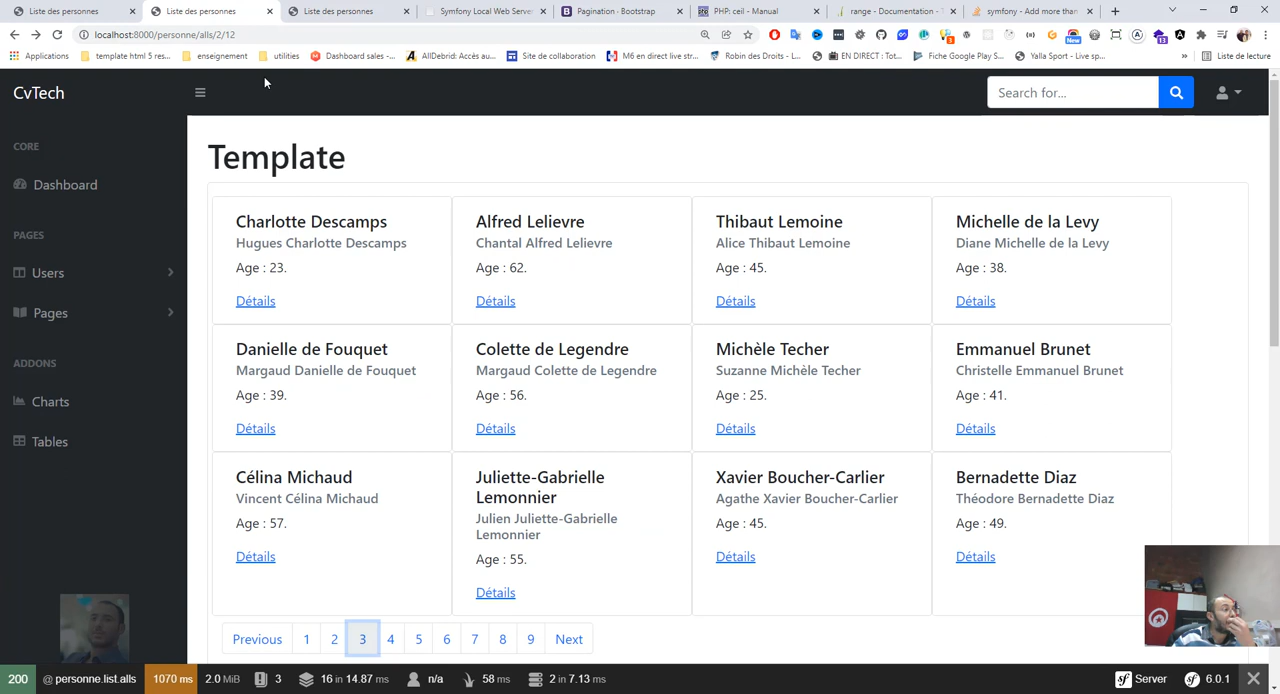 Liste des personnes
Liste des personnes
Liste des personnes
Symfony Local Web Serve
Pagination · Bootstrap
PHP: ceil - Manual
range - Documentation - T
symfony - Add more than
localhost:8000/personne/alls/2/12
Applications
template html 5 res...
enseignement
utilities
Dashboard sales -...
AllDebrid: Accès au...
Site de collaboration
M6 en direct live str...
Robin des Droits - L...
EN DIRECT : Tot...
Fiche Google Play S...
Yalla Sport - Live sp...
Liste de lecture
CvTech
Search for...
CORE
Dashboard
PAGES
Users
Pages
ADDONS
Charts
Tables
Template
Charlotte Descamps
Hugues Charlotte Descamps
Age : 23.
Détails
Alfred Lelievre
Chantal Alfred Lelievre
Age : 62.
Détails
Thibaut Lemoine
Alice Thibaut Lemoine
Age : 45.
Détails
Michelle de la Levy
Diane Michelle de la Levy
Age : 38.
Détails
Danielle de Fouquet
Margaud Danielle de Fouquet
Age : 39.
Détails
Colette de Legendre
Margaud Colette de Legendre
Age : 56.
Détails
Michèle Techer
Suzanne Michèle Techer
Age : 25.
Détails
Emmanuel Brunet
Christelle Emmanuel Brunet
Age : 41.
Détails
Célina Michaud
Vincent Célina Michaud
Age : 57.
Détails
Juliette-Gabrielle
Lemonnier
Julien Juliette-Gabrielle
Lemonnier
Age : 55.
Détails
Xavier Boucher-Carlier
Agathe Xavier Boucher-Carlier
Age : 45.
Détails
Bernadette Diaz
Théodore Bernadette Diaz
Age : 49.
Détails
Previous 1 2 3 4 5 6 7 8 9 Next
200 @ personne.list.alls 1070 ms 2.0 MiB 3 16 in 14.87 ms n/a 58 ms 2 in 7.13 ms Server 6.0.1